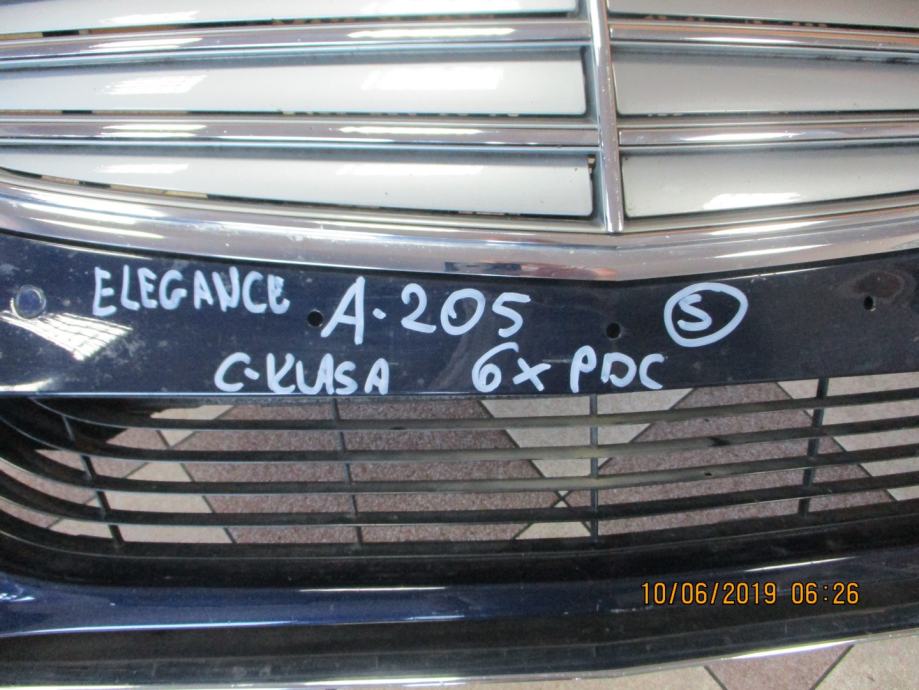 ELEGANCE A-205 S
C-KLASA 6x PDC
10/06/2019 06:26